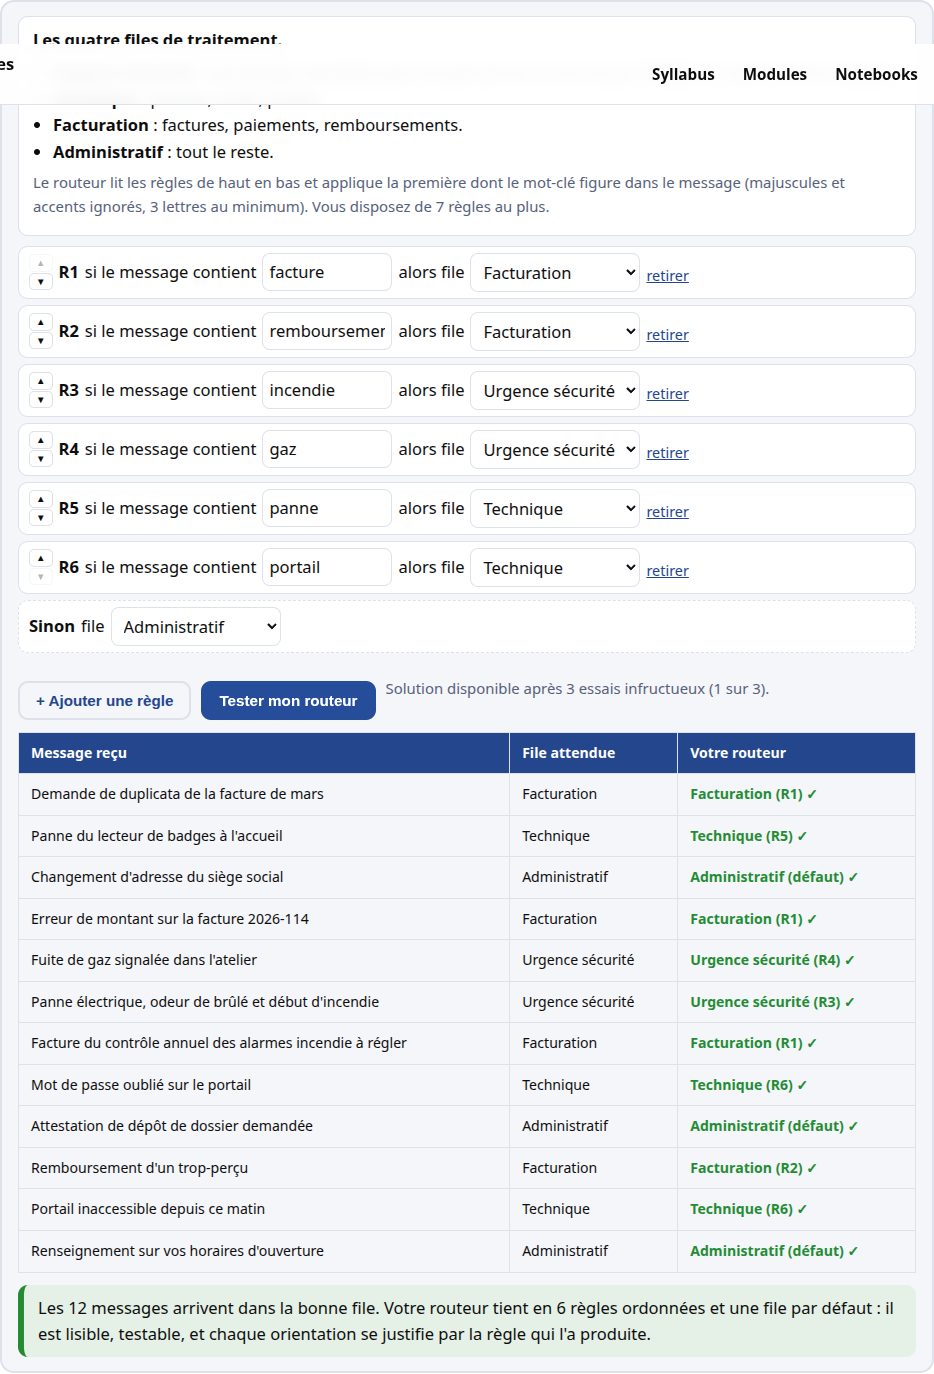 Les quatre files de traitement.
es
Syllabus Modules Notebooks
Facturation : factures, paiements, remboursements.
Administratif : tout le reste.
Le routeur lit les règles de haut en bas et applique la première dont le mot-clé figure dans le message (majuscules et
accents ignorés, 3 lettres au minimum). Vous disposez de 7 règles au plus.
▲ ▼ R1 si le message contient facture alors file Facturation retirer
▲ ▼ R2 si le message contient remboursemer alors file Facturation retirer
▲ ▼ R3 si le message contient incendie alors file Urgence sécurité retirer
▲ ▼ R4 si le message contient gaz alors file Urgence sécurité retirer
▲ ▼ R5 si le message contient panne alors file Technique retirer
▲ ▼ R6 si le message contient portail alors file Technique retirer
Sinon file Administratif
+ Ajouter une règle Tester mon routeur Solution disponible après 3 essais infructueux (1 sur 3).
Message reçu File attendue Votre routeur
Demande de duplicata de la facture de mars Facturation Facturation (R1) ✓
Panne du lecteur de badges à l'accueil Technique Technique (R5) ✓
Changement d'adresse du siège social Administratif Administratif (défaut) ✓
Erreur de montant sur la facture 2026-114 Facturation Facturation (R1) ✓
Fuite de gaz signalée dans l'atelier Urgence sécurité Urgence sécurité (R4) ✓
Panne électrique, odeur de brûlé et début d'incendie Urgence sécurité Urgence sécurité (R3) ✓
Facture du contrôle annuel des alarmes incendie à régler Facturation Facturation (R1) ✓
Mot de passe oublié sur le portail Technique Technique (R6) ✓
Attestation de dépôt de dossier demandée Administratif Administratif (défaut) ✓
Remboursement d'un trop-perçu Facturation Facturation (R2) ✓
Portail inaccessible depuis ce matin Technique Technique (R6) ✓
Renseignement sur vos horaires d'ouverture Administratif Administratif (défaut) ✓
Les 12 messages arrivent dans la bonne file. Votre routeur tient en 6 règles ordonnées et une file par défaut : il
est lisible, testable, et chaque orientation se justifie par la règle qui l'a produite.